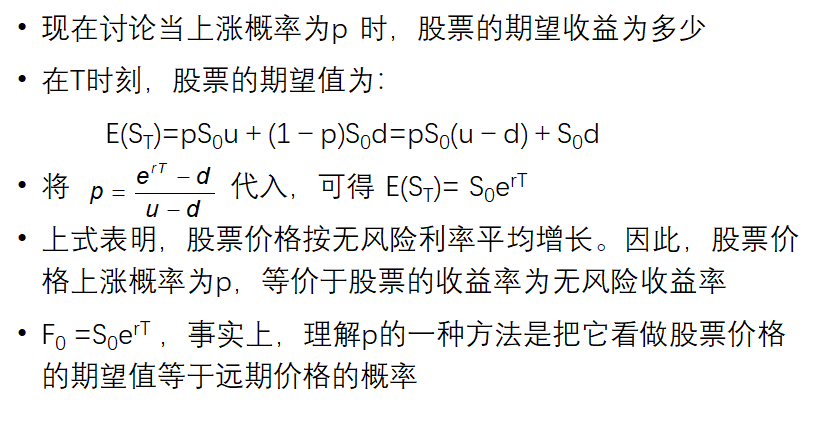 • 现在讨论当上涨概率为p 时，股票的期望收益为多少
• 在T时刻，股票的期望值为：
E(S_T)=pS_0u + (1 – p)S_0d=pS_0(u – d) + S_0d
• 将 p = (e^{rT} – d)/(u – d) 代入，可得 E(S_T)= S_0e^{rT}
• 上式表明，股票价格按无风险利率平均增长。因此，股票价
格上涨概率为p，等价于股票的收益率为无风险收益率
• F_0 =S_0e^{rT} ，事实上，理解p的一种方法是把它看做股票价格
的期望值等于远期价格的概率